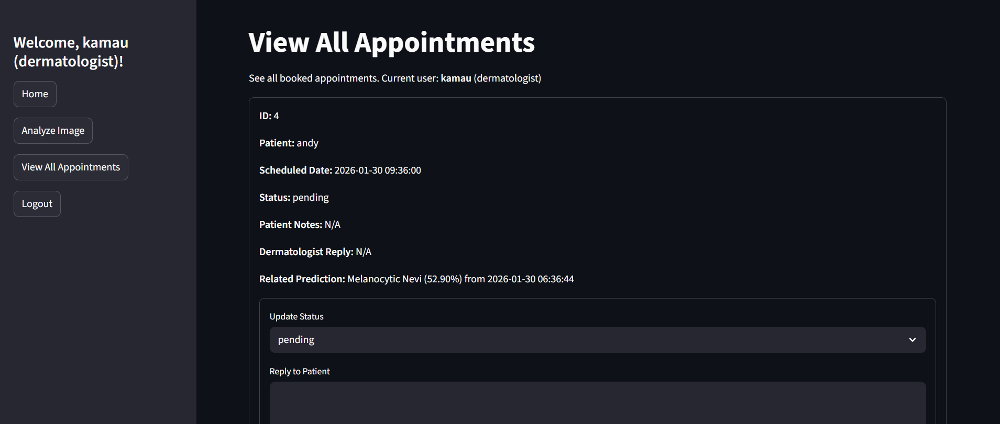 Welcome, kamau
(dermatologist)!
Home
Analyze Image
View All Appointments
Logout
View All Appointments
See all booked appointments. Current user: kamau (dermatologist)
ID: 4
Patient: andy
Scheduled Date: 2026-01-30 09:36:00
Status: pending
Patient Notes: N/A
Dermatologist Reply: N/A
Related Prediction: Melanocytic Nevi (52.90%) from 2026-01-30 06:36:44
Update Status
pending
Reply to Patient